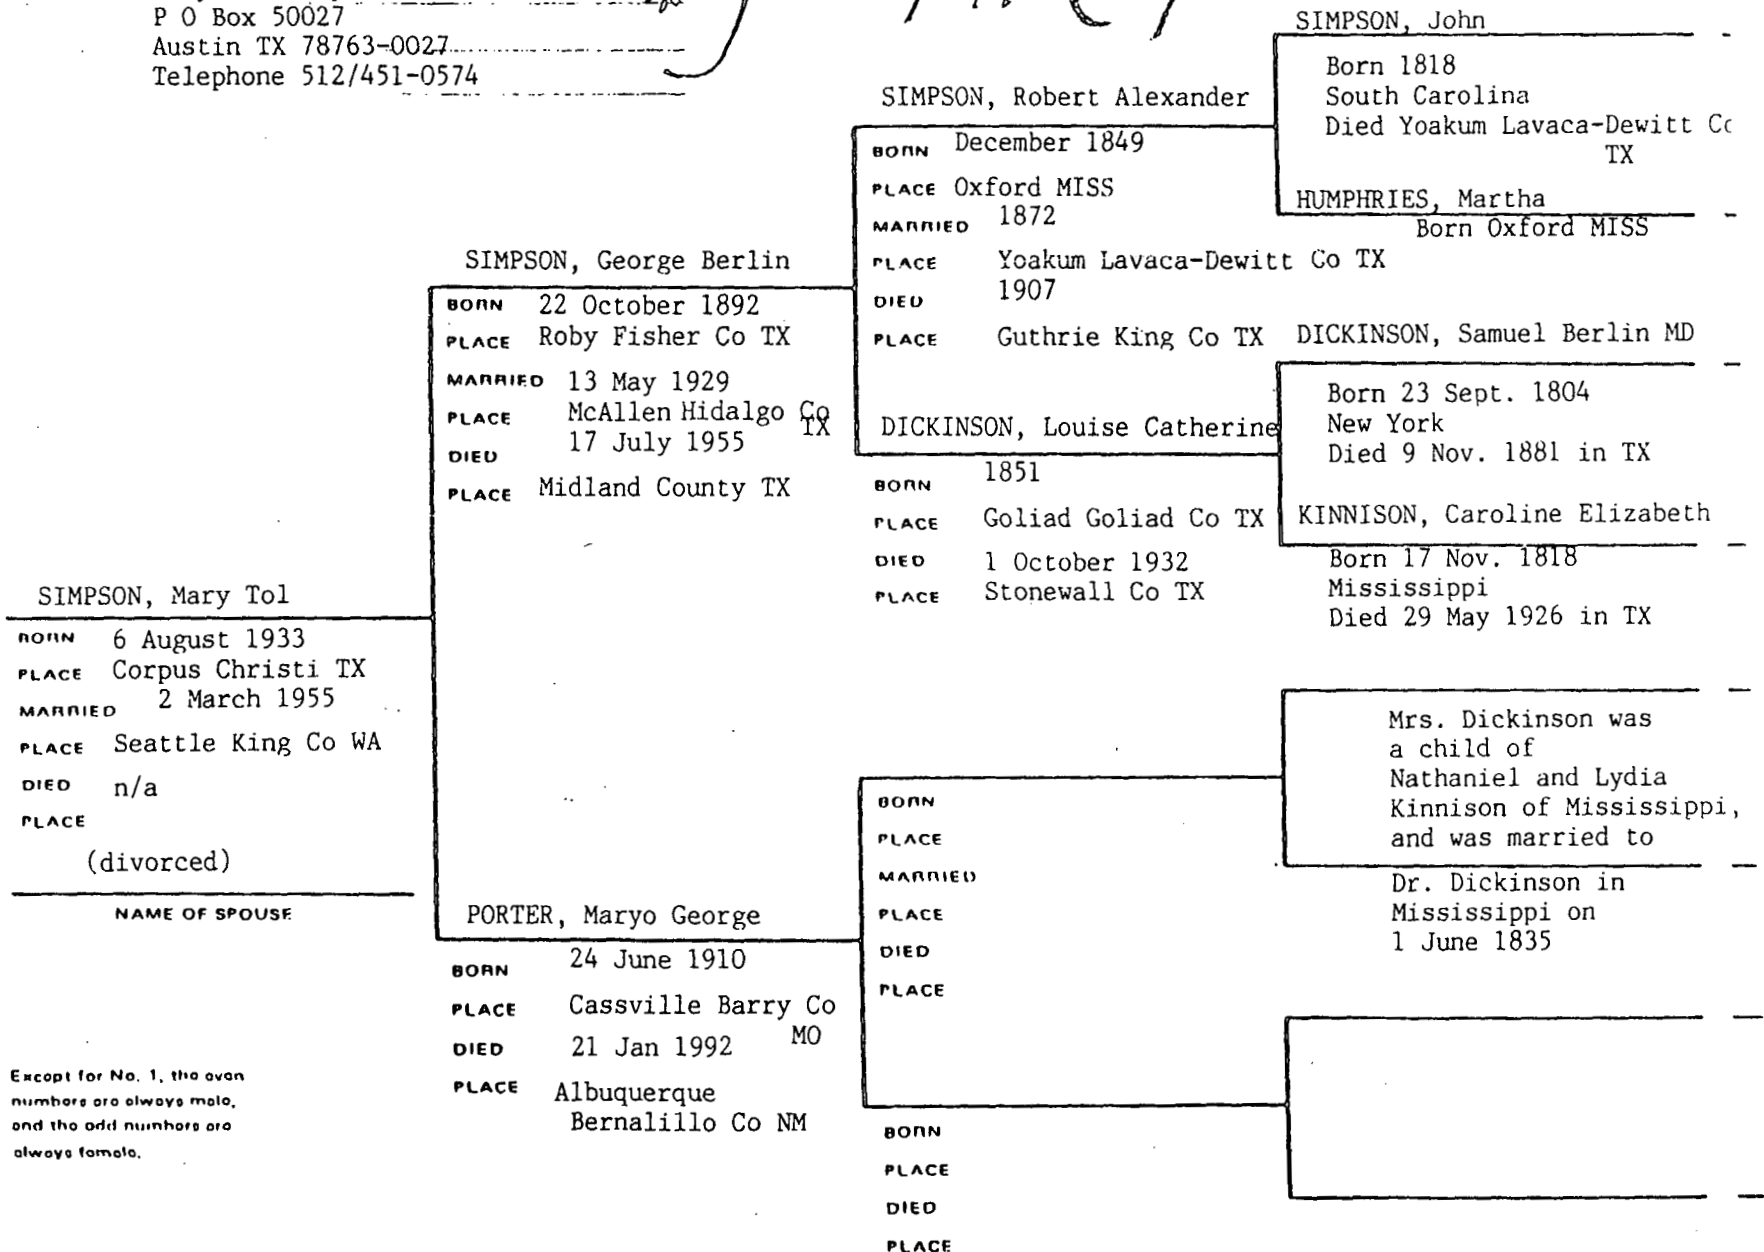 P O Box 50027
Austin TX 78763-0027
Telephone 512/451-0574
SIMPSON, John
Born 1818
South Carolina
Died Yoakum Lavaca-Dewitt Co
TX
HUMPHRIES, Martha
Born Oxford MISS
SIMPSON, Robert Alexander
BORN December 1849
PLACE Oxford MISS
MARRIED 1872
PLACE Yoakum Lavaca-Dewitt Co TX
DIED 1907
PLACE Guthrie King Co TX
SIMPSON, George Berlin
BORN 22 October 1892
PLACE Roby Fisher Co TX
MARRIED 13 May 1929
PLACE McAllen Hidalgo Co
TX
DIED 17 July 1955
PLACE Midland County TX
DICKINSON, Samuel Berlin MD
Born 23 Sept. 1804
New York
Died 9 Nov. 1881 in TX
DICKINSON, Louise Catherine
BORN 1851
PLACE Goliad Goliad Co TX
DIED 1 October 1932
PLACE Stonewall Co TX
KINNISON, Caroline Elizabeth
Born 17 Nov. 1818
Mississippi
Died 29 May 1926 in TX
SIMPSON, Mary Tol
BORN 6 August 1933
PLACE Corpus Christi TX
MARRIED 2 March 1955
PLACE Seattle King Co WA
DIED n/a
PLACE
(divorced)
NAME OF SPOUSE
Mrs. Dickinson was
a child of
Nathaniel and Lydia
Kinnison of Mississippi,
and was married to
Dr. Dickinson in
Mississippi on
1 June 1835
BORN
PLACE
MARRIED
PLACE
DIED
PLACE
PORTER, Maryo George
BORN 24 June 1910
PLACE Cassville Barry Co
MO
DIED 21 Jan 1992
PLACE Albuquerque
Bernalillo Co NM
BORN
PLACE
DIED
PLACE
Except for No. 1, the even
numbers are always male,
and the odd numbers are
always female.